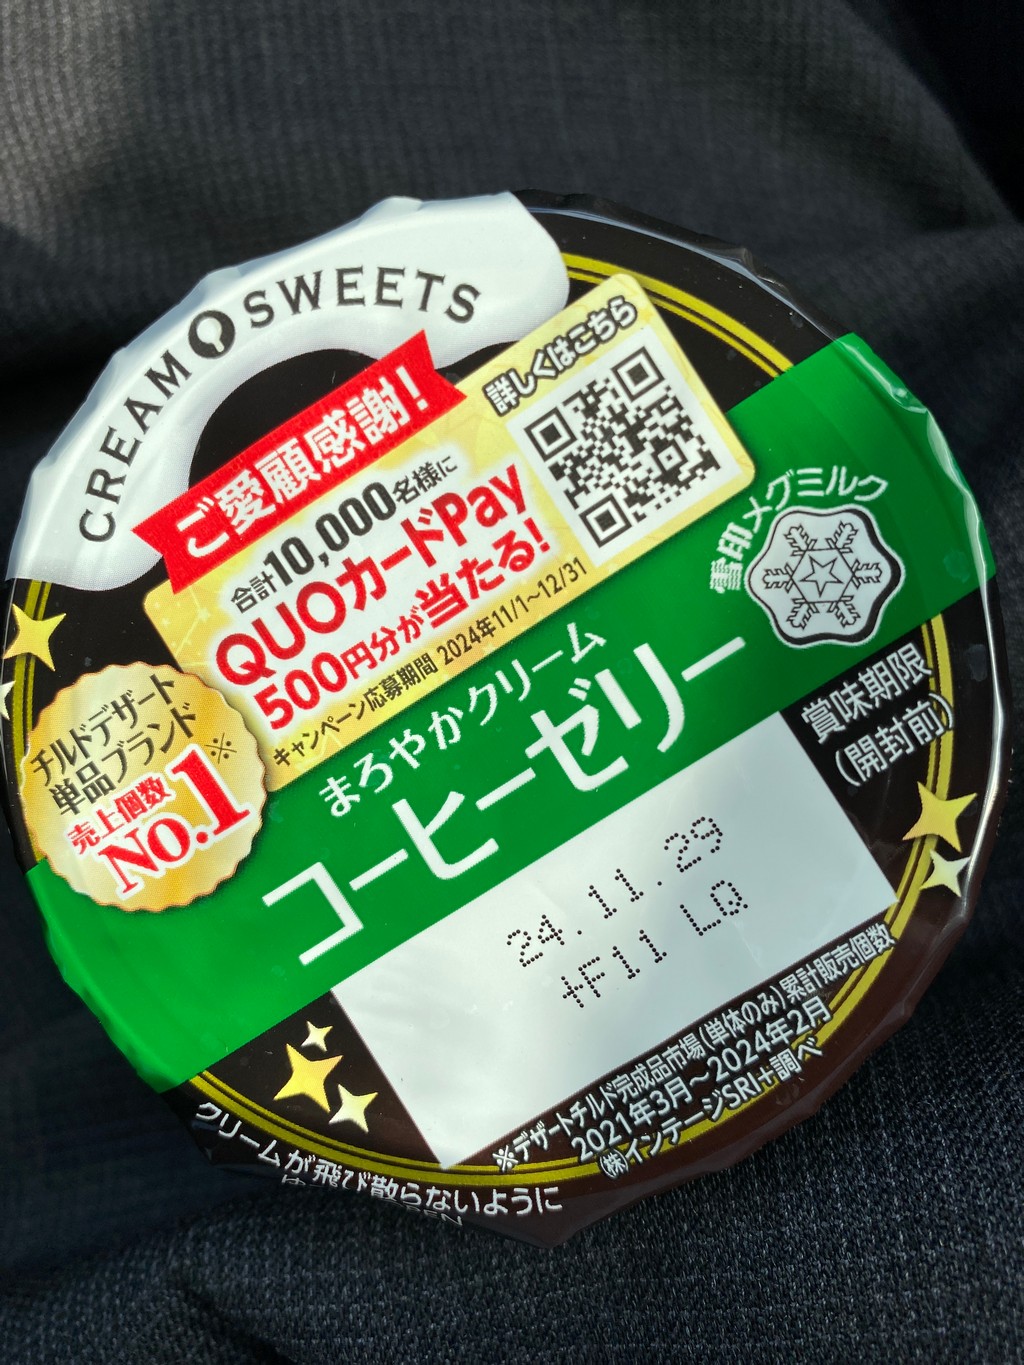 CREAM SWEETS
ご愛顧感謝！
合計10,000名様に
QUOカードPay
500円分が当たる！
キャンペーン応募期間 2024年11/1～12/31
詳しくはこちら
雪印メグミルク
チルドデザート
単品ブランド※
売上個数
No.1
まろやかクリーム
コーヒーゼリー
賞味期限
(開封前)
24.11.29
+F11 LQ
※デザートチルド完成品市場(単体のみ)累計販売個数
2021年3月～2024年2月
㈱インテージSRI+調べ
クリームが飛び散らないように